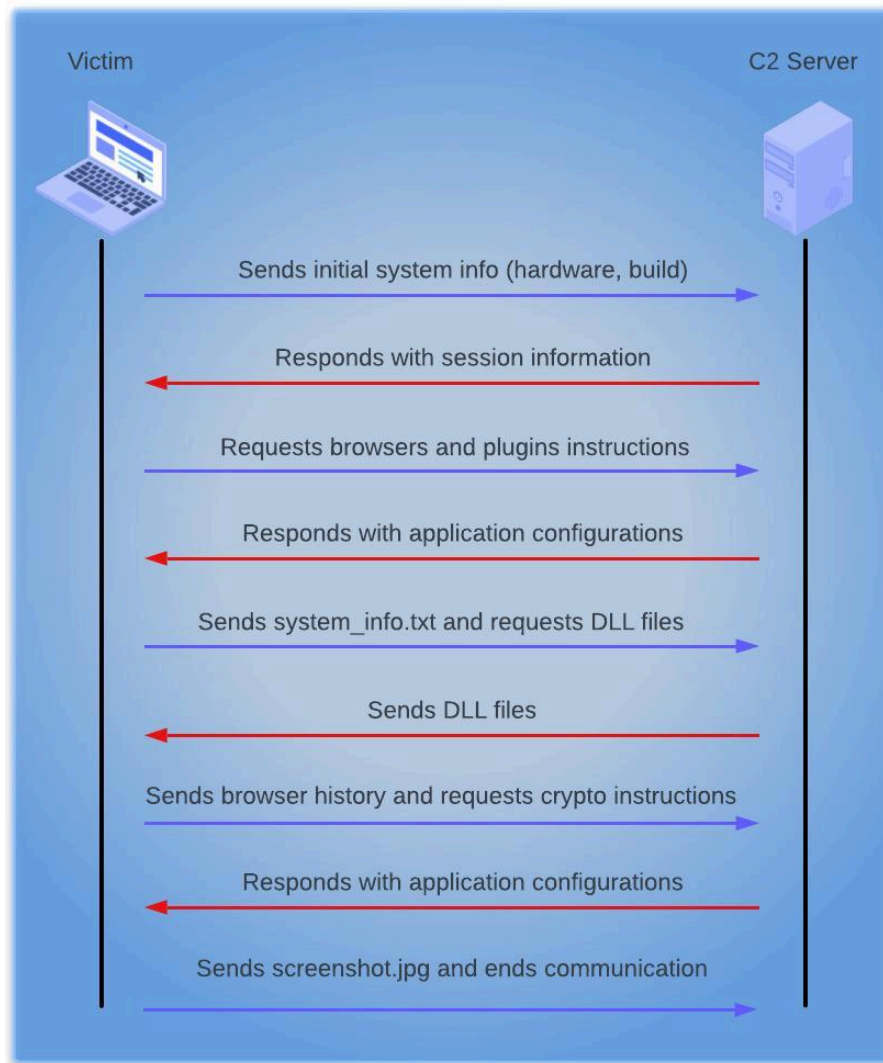 Victim
C2 Server
Sends initial system info (hardware, build)
Responds with session information
Requests browsers and plugins instructions
Responds with application configurations
Sends system_info.txt and requests DLL files
Sends DLL files
Sends browser history and requests crypto instructions
Responds with application configurations
Sends screenshot.jpg and ends communication